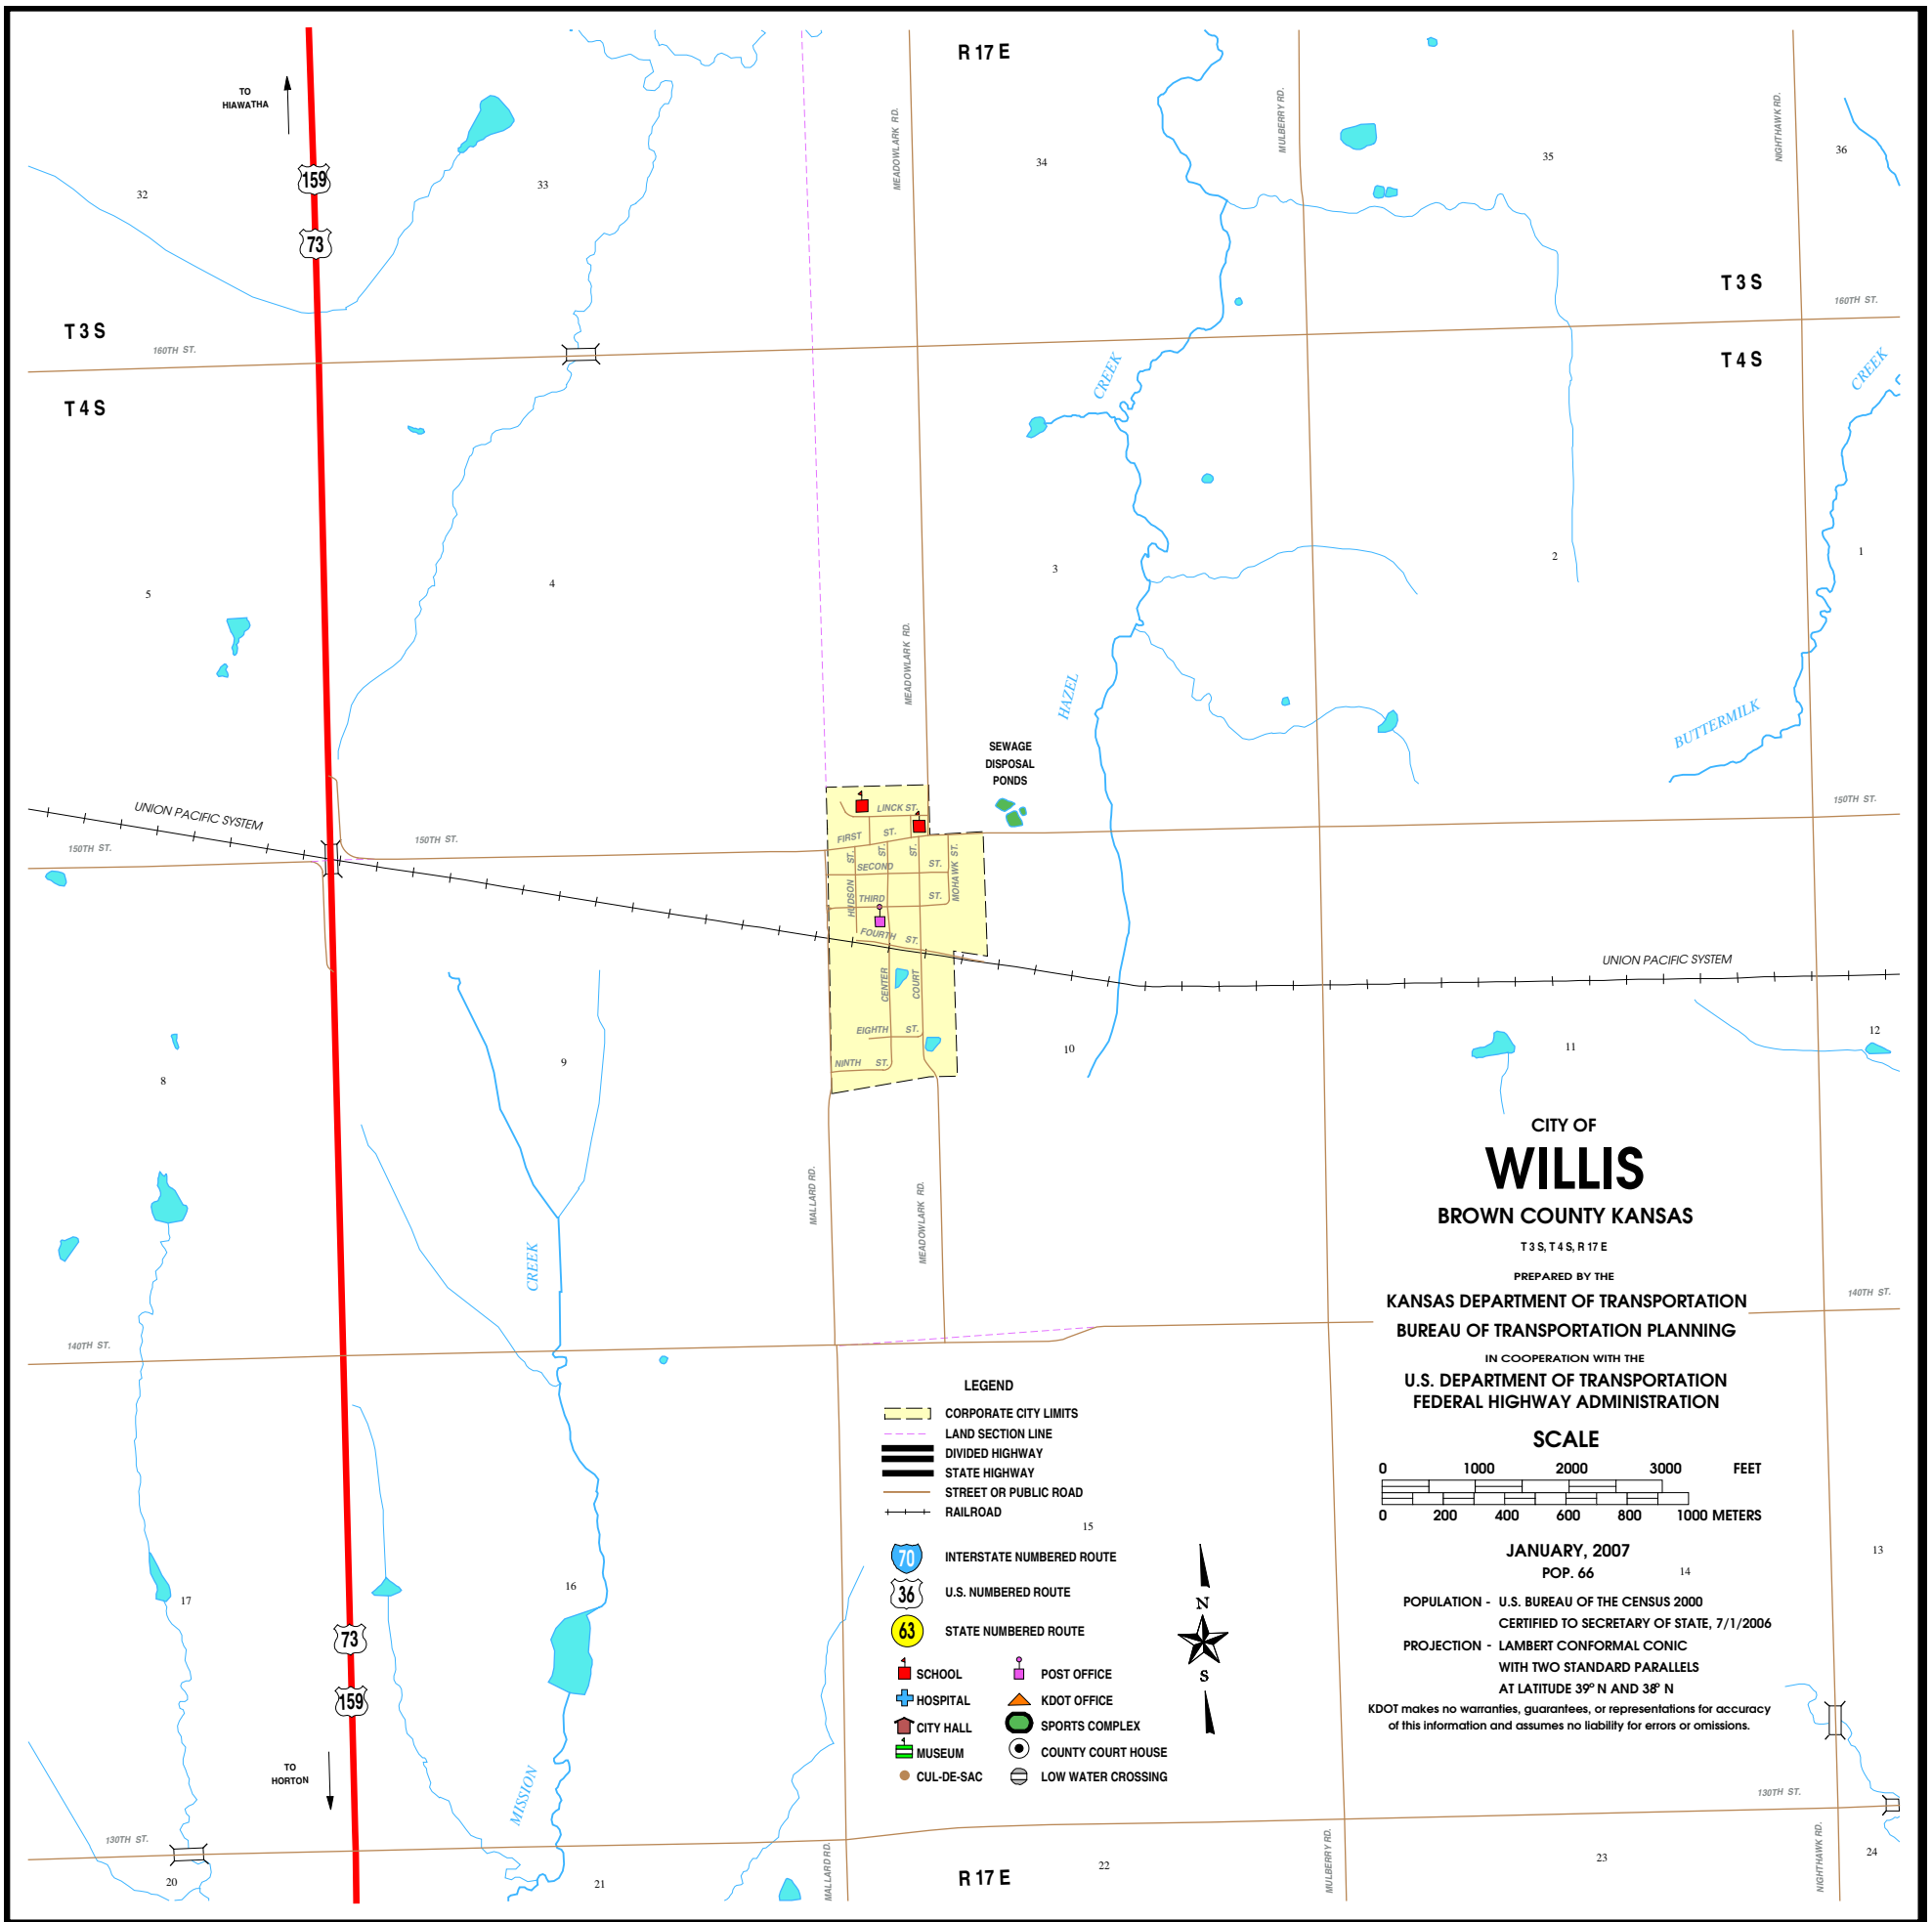 R 17 E
TO
HIAWATHA
159
73
32
33
34
35
36
MEADOWLARK RD.
MULBERRY RD.
NIGHTHAWK RD.
T 3 S
T 3 S
160TH ST.
160TH ST.
T 4 S
T 4 S
CREEK
CREEK
5
4
3
2
1
MEADOWLARK RD.
HAZEL
BUTTERMILK
SEWAGE
DISPOSAL
PONDS
UNION PACIFIC SYSTEM
150TH ST.
150TH ST.
150TH ST.
LINCK ST.
FIRST ST.
ST.
ST.
ST.
SECOND ST.
HUDSON
MOHAWK ST.
THIRD ST.
FOURTH ST.
CENTER
COURT
EIGHTH ST.
NINTH ST.
UNION PACIFIC SYSTEM
8
9
10
11
12
MALLARD RD.
MEADOWLARK RD.
CREEK
140TH ST.
140TH ST.
CITY OF
WILLIS
BROWN COUNTY KANSAS
T 3 S, T 4 S, R 17 E
PREPARED BY THE
KANSAS DEPARTMENT OF TRANSPORTATION
BUREAU OF TRANSPORTATION PLANNING
IN COOPERATION WITH THE
U.S. DEPARTMENT OF TRANSPORTATION
FEDERAL HIGHWAY ADMINISTRATION
SCALE
0 1000 2000 3000 FEET
0 200 400 600 800 1000 METERS
JANUARY, 2007
POP. 66
POPULATION - U.S. BUREAU OF THE CENSUS 2000
CERTIFIED TO SECRETARY OF STATE, 7/1/2006
PROJECTION - LAMBERT CONFORMAL CONIC
WITH TWO STANDARD PARALLELS
AT LATITUDE 39° N AND 38° N
KDOT makes no warranties, guarantees, or representations for accuracy
of this information and assumes no liability for errors or omissions.
LEGEND
CORPORATE CITY LIMITS
LAND SECTION LINE
DIVIDED HIGHWAY
STATE HIGHWAY
STREET OR PUBLIC ROAD
RAILROAD
70 INTERSTATE NUMBERED ROUTE
36 U.S. NUMBERED ROUTE
63 STATE NUMBERED ROUTE
SCHOOL
POST OFFICE
HOSPITAL
KDOT OFFICE
CITY HALL
SPORTS COMPLEX
MUSEUM
COUNTY COURT HOUSE
CUL-DE-SAC
LOW WATER CROSSING
N
S
17
16
15
14
13
73
159
TO
HORTON
MISSION
130TH ST.
130TH ST.
MALLARD RD.
MULBERRY RD.
NIGHTHAWK RD.
20
21
22
23
24
R 17 E